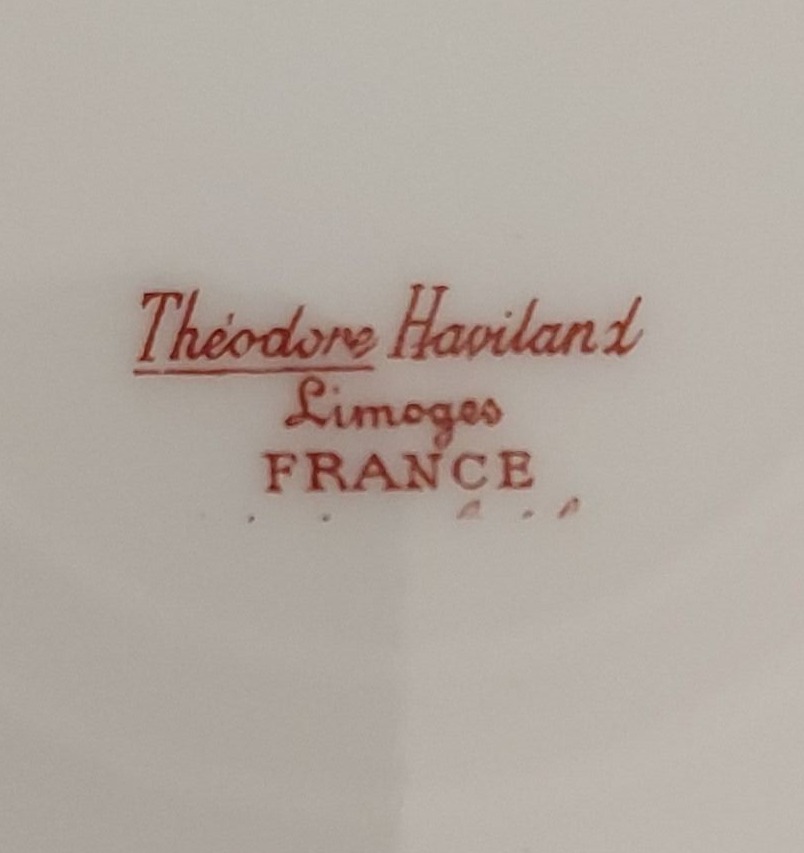 Théodore Haviland
Limoges
FRANCE